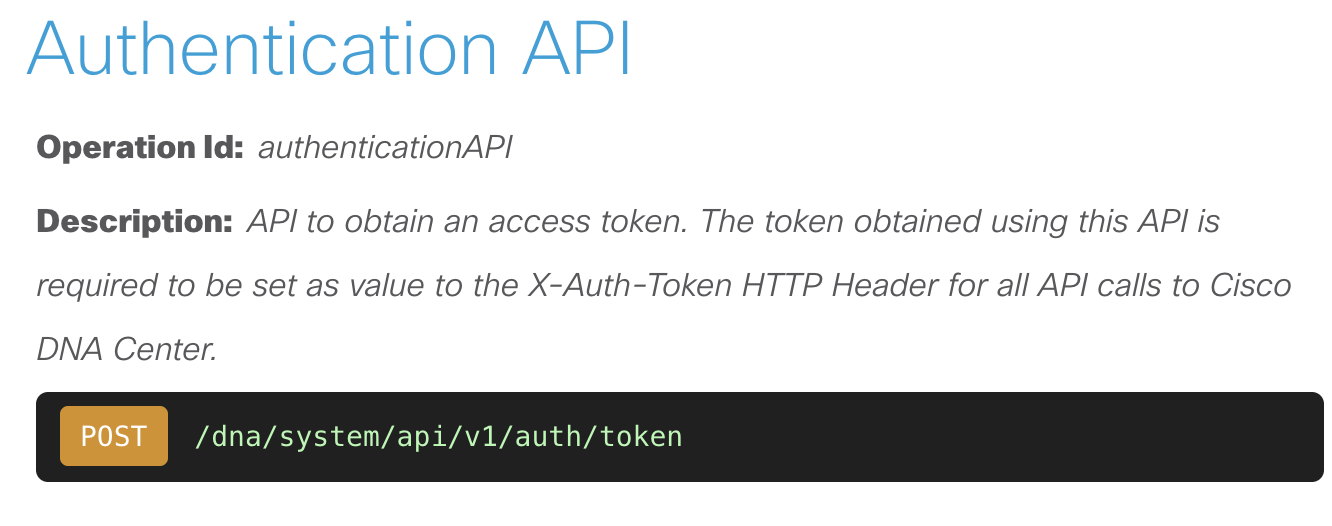 Authentication API
Operation Id: authenticationAPI
Description: API to obtain an access token. The token obtained using this API is
required to be set as value to the X-Auth-Token HTTP Header for all API calls to Cisco
DNA Center.
POST /dna/system/api/v1/auth/token